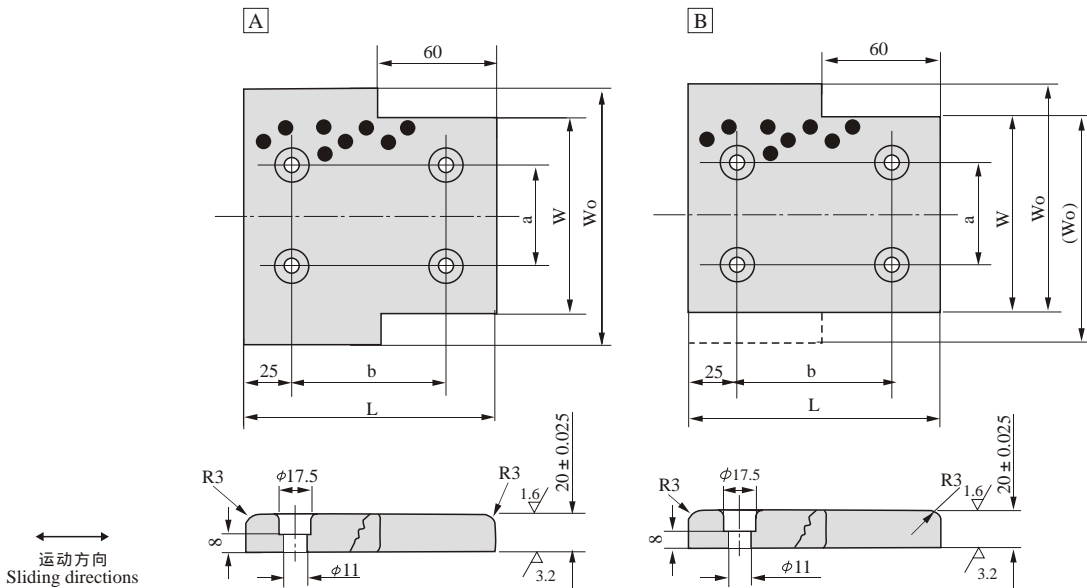 A
60
a
W
Wo
25
b
L
R3
φ17.5
R3
1.6
20 ± 0.025
8
φ11
3.2
B
60
a
W
Wo
(Wo)
25
b
L
R3
φ17.5
R3
1.6
20 ± 0.025
8
φ11
3.2
运动方向
Sliding directions